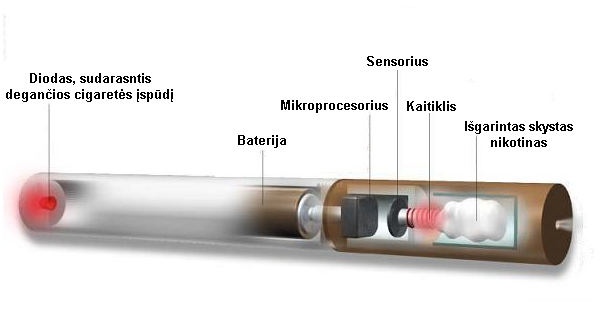 Sensorius
Diodas, sudarasntis
degančios cigaretės įspūdį
Mikroprocesorius
Kaitiklis
Išgarintas skystas
nikotinas
Baterija